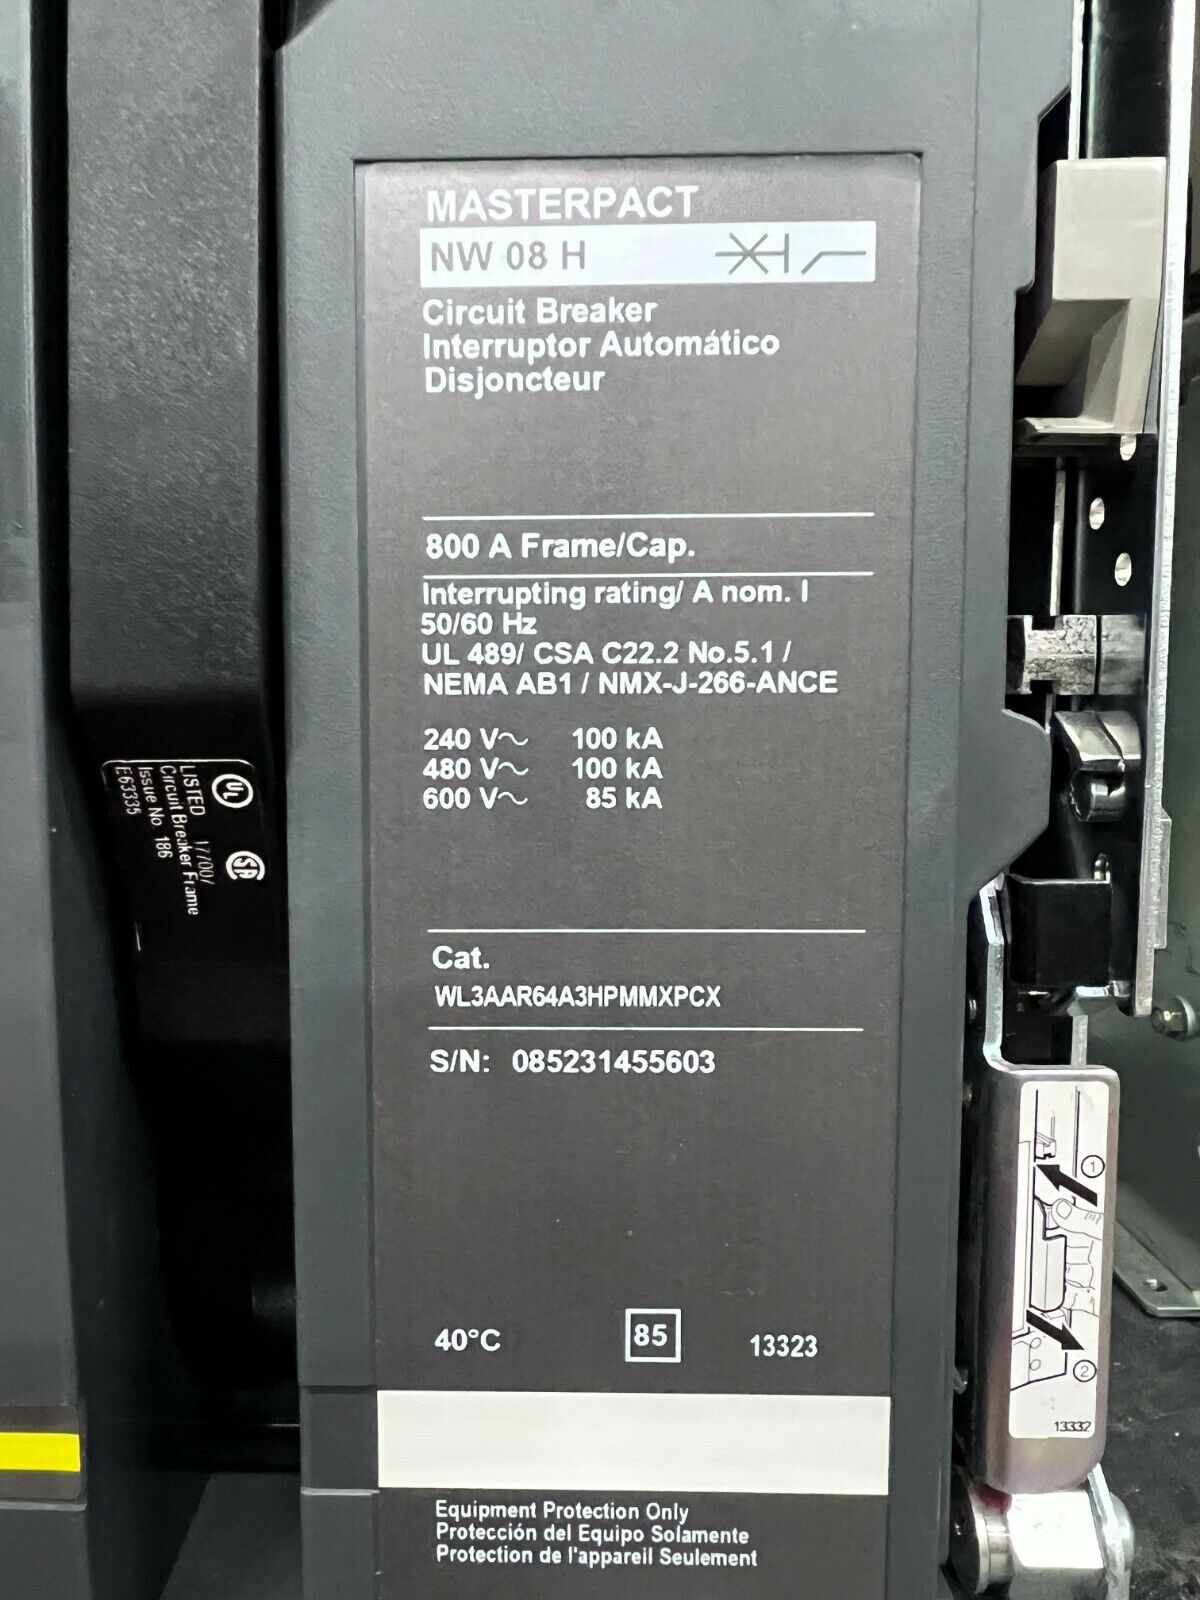 MASTERPACT
NW 08 H
Circuit Breaker
Interruptor Automático
Disjoncteur
800 A Frame/Cap.
Interrupting rating/ A nom. I
50/60 Hz
UL 489/ CSA C22.2 No.5.1 /
NEMA AB1 / NMX-J-266-ANCE
240 V～ 100 kA
480 V～ 100 kA
600 V～ 85 kA
Cat.
WL3AAR64A3HPMMXPCX
S/N: 085231455603
40°C 85 13323
Equipment Protection Only
Protección del Equipo Solamente
Protection de l'appareil Seulement
UL
LISTED
Circuit Breaker Frame
Issue No. 186
E63335
1
2
13332